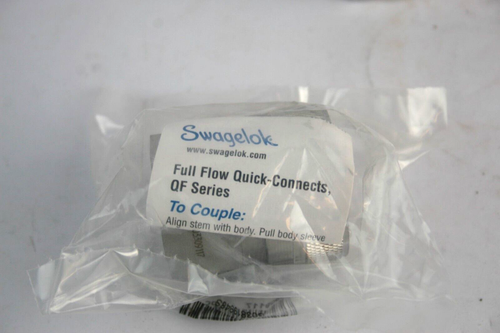 Swagelok
www.swagelok.com
Full Flow Quick-Connects,
QF Series
To Couple:
Align stem with body. Pull body sleeve